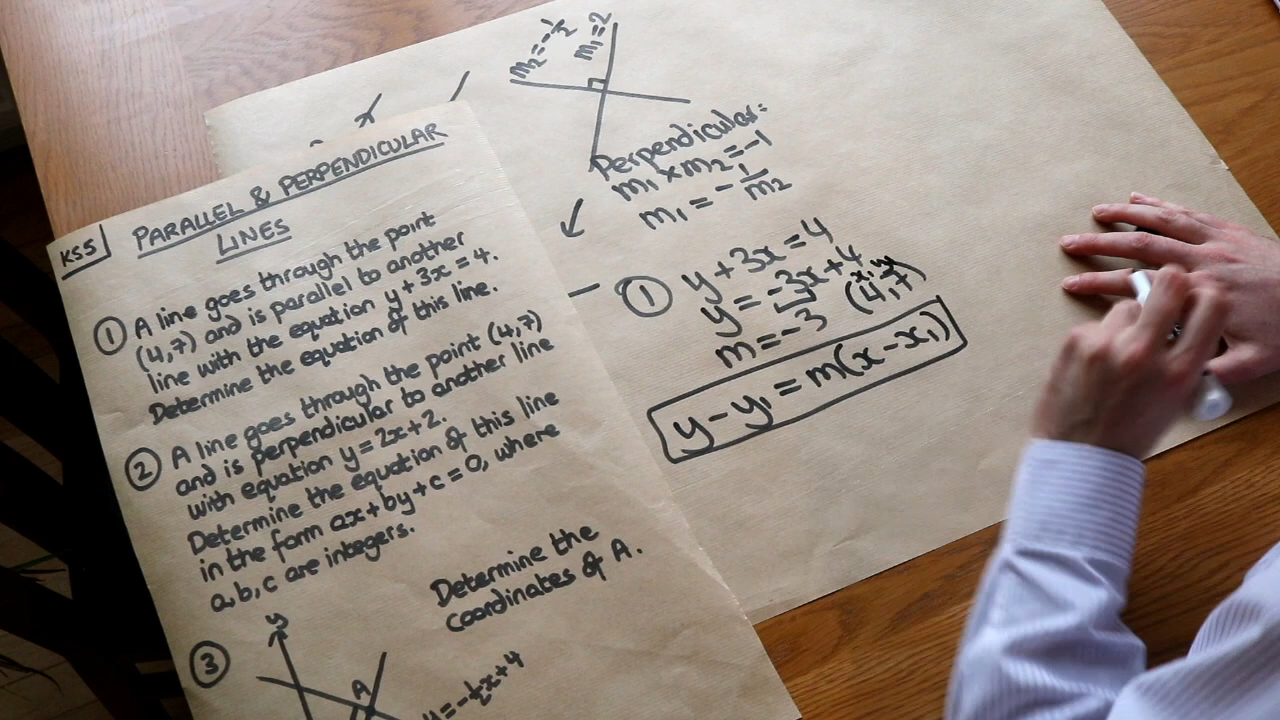 KS5
PARALLEL & PERPENDICULAR
LINES
① A line goes through the point
(4,7) and is parallel to another
line with the equation y + 3x = 4.
Determine the equation of this line.
② A line goes through the point (4,7)
and is perpendicular to another line
with equation y = 2x + 2.
Determine the equation of this line
in the form ax + by + c = 0, where
a, b, c are integers.
Determine the
coordinates of A.
③
y
A
y = -½x + 4
m₂ = -½
m₁ = 2
Perpendicular:
m₁ × m₂ = -1
m₁ = -1/m₂
① y + 3x = 4
y = -3x + 4
m = -3
x₁ y₁
(4,7)
y - y₁ = m(x - x₁)